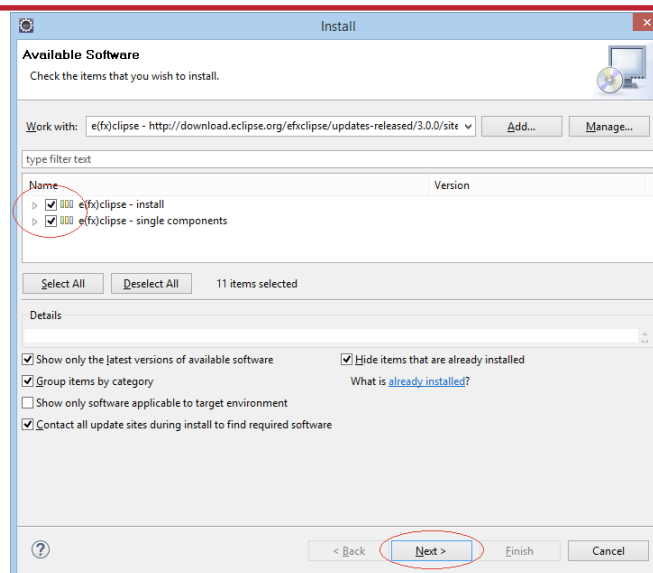 Install
Available Software
Check the items that you wish to install.
Work with: e(fx)clipse - http://download.eclipse.org/efxclipse/updates-released/3.0.0/site Add... Manage...
type filter text
Name Version
e(fx)clipse - install
e(fx)clipse - single components
Select All Deselect All 11 items selected
Details
Show only the latest versions of available software Hide items that are already installed
Group items by category What is already installed?
Show only software applicable to target environment
Contact all update sites during install to find required software
< Back Next > Finish Cancel